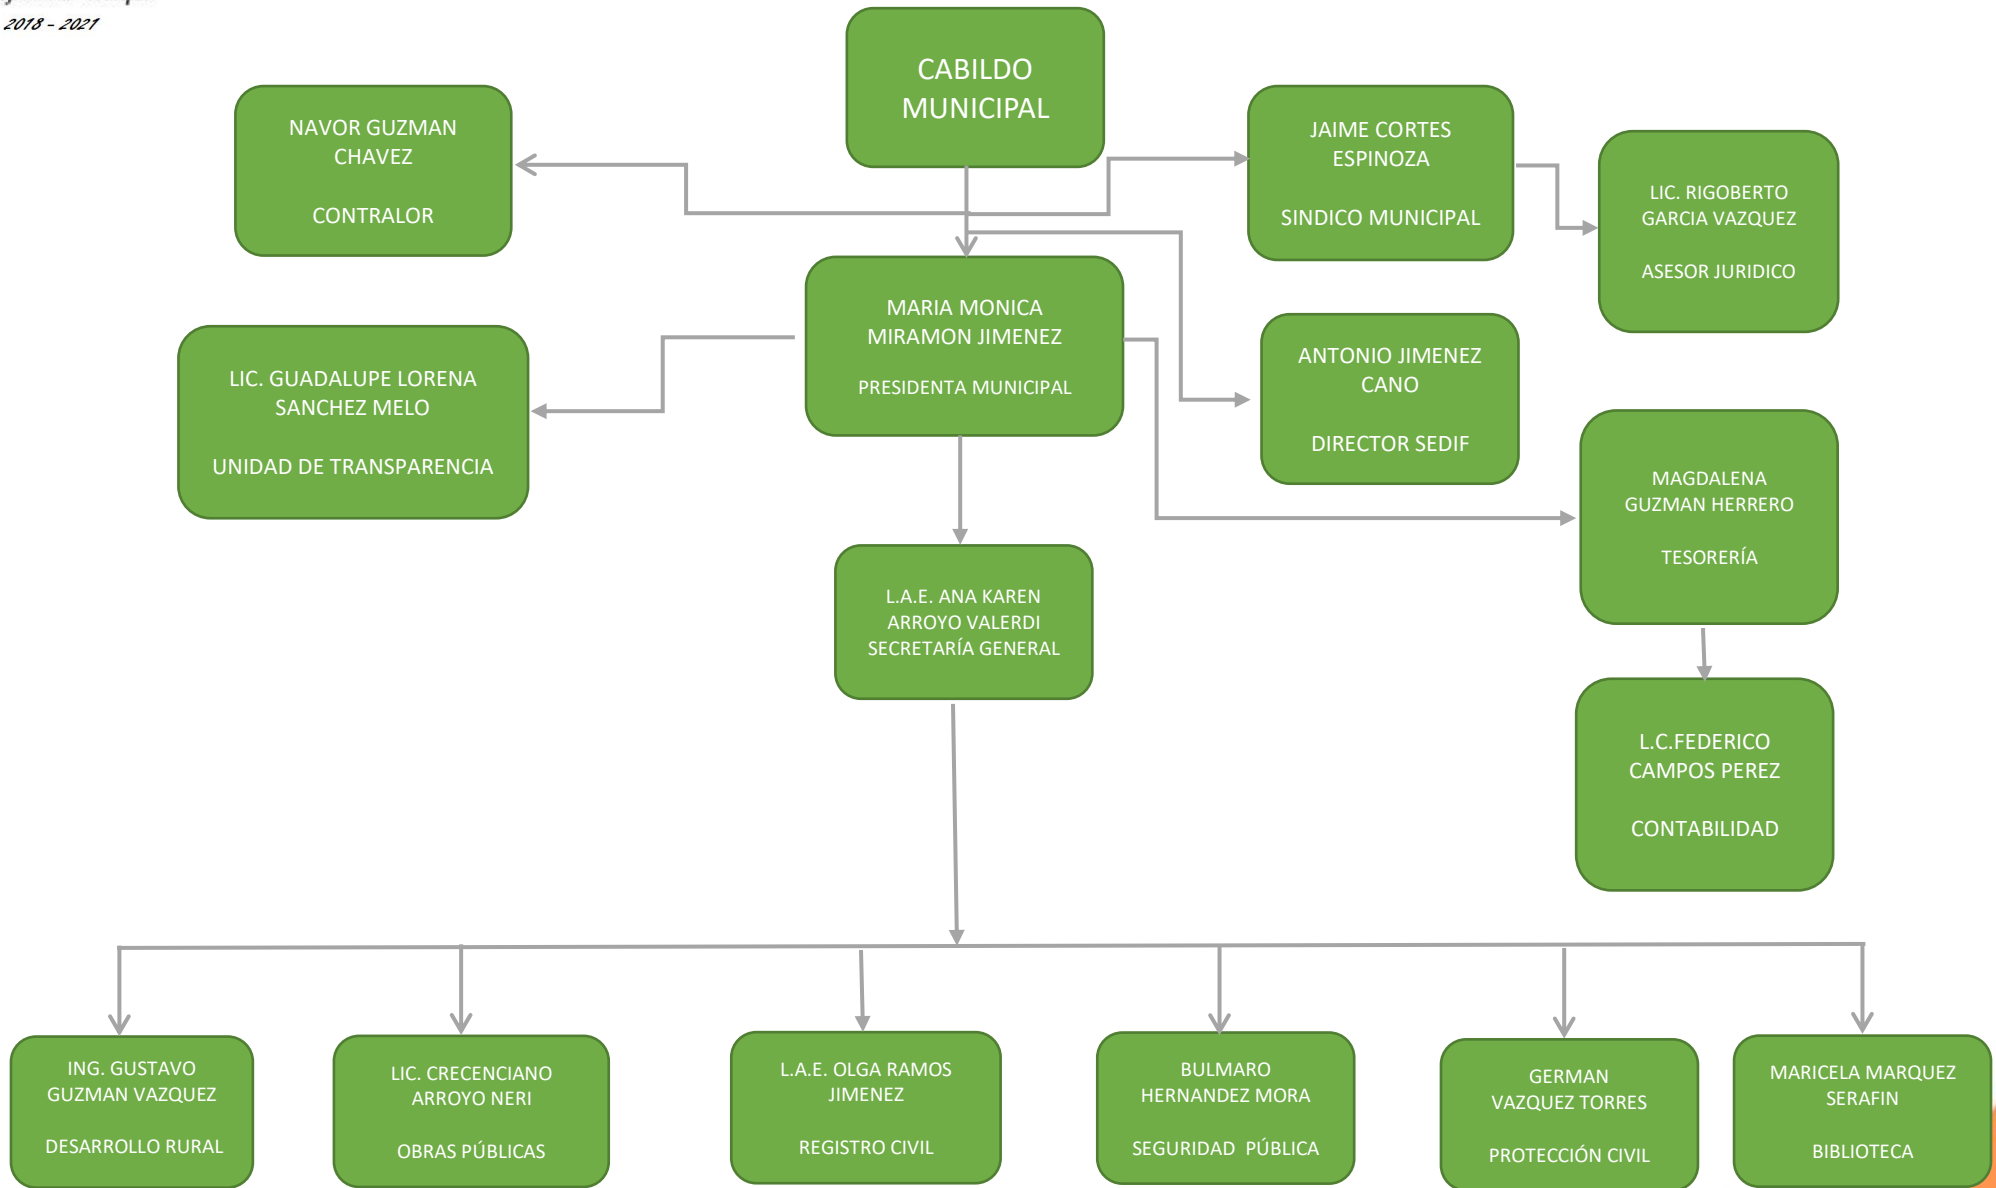 2018 - 2021
CABILDO
MUNICIPAL
NAVOR GUZMAN
CHAVEZ
CONTRALOR
JAIME CORTES
ESPINOZA
SINDICO MUNICIPAL
LIC. RIGOBERTO
GARCIA VAZQUEZ
ASESOR JURIDICO
MARIA MONICA
MIRAMON JIMENEZ
PRESIDENTA MUNICIPAL
LIC. GUADALUPE LORENA
SANCHEZ MELO
UNIDAD DE TRANSPARENCIA
ANTONIO JIMENEZ
CANO
DIRECTOR SEDIF
MAGDALENA
GUZMAN HERRERO
TESORERÍA
L.A.E. ANA KAREN
ARROYO VALERDI
SECRETARÍA GENERAL
L.C.FEDERICO
CAMPOS PEREZ
CONTABILIDAD
ING. GUSTAVO
GUZMAN VAZQUEZ
DESARROLLO RURAL
LIC. CRECENCIANO
ARROYO NERI
OBRAS PÚBLICAS
L.A.E. OLGA RAMOS
JIMENEZ
REGISTRO CIVIL
BULMARO
HERNANDEZ MORA
SEGURIDAD  PÚBLICA
GERMAN
VAZQUEZ TORRES
PROTECCIÓN CIVIL
MARICELA MARQUEZ
SERAFIN
BIBLIOTECA